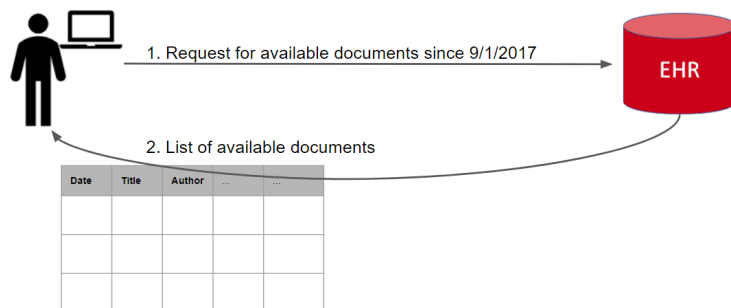 1. Request for available documents since 9/1/2017
EHR
2. List of available documents
Date Title Author ... ...